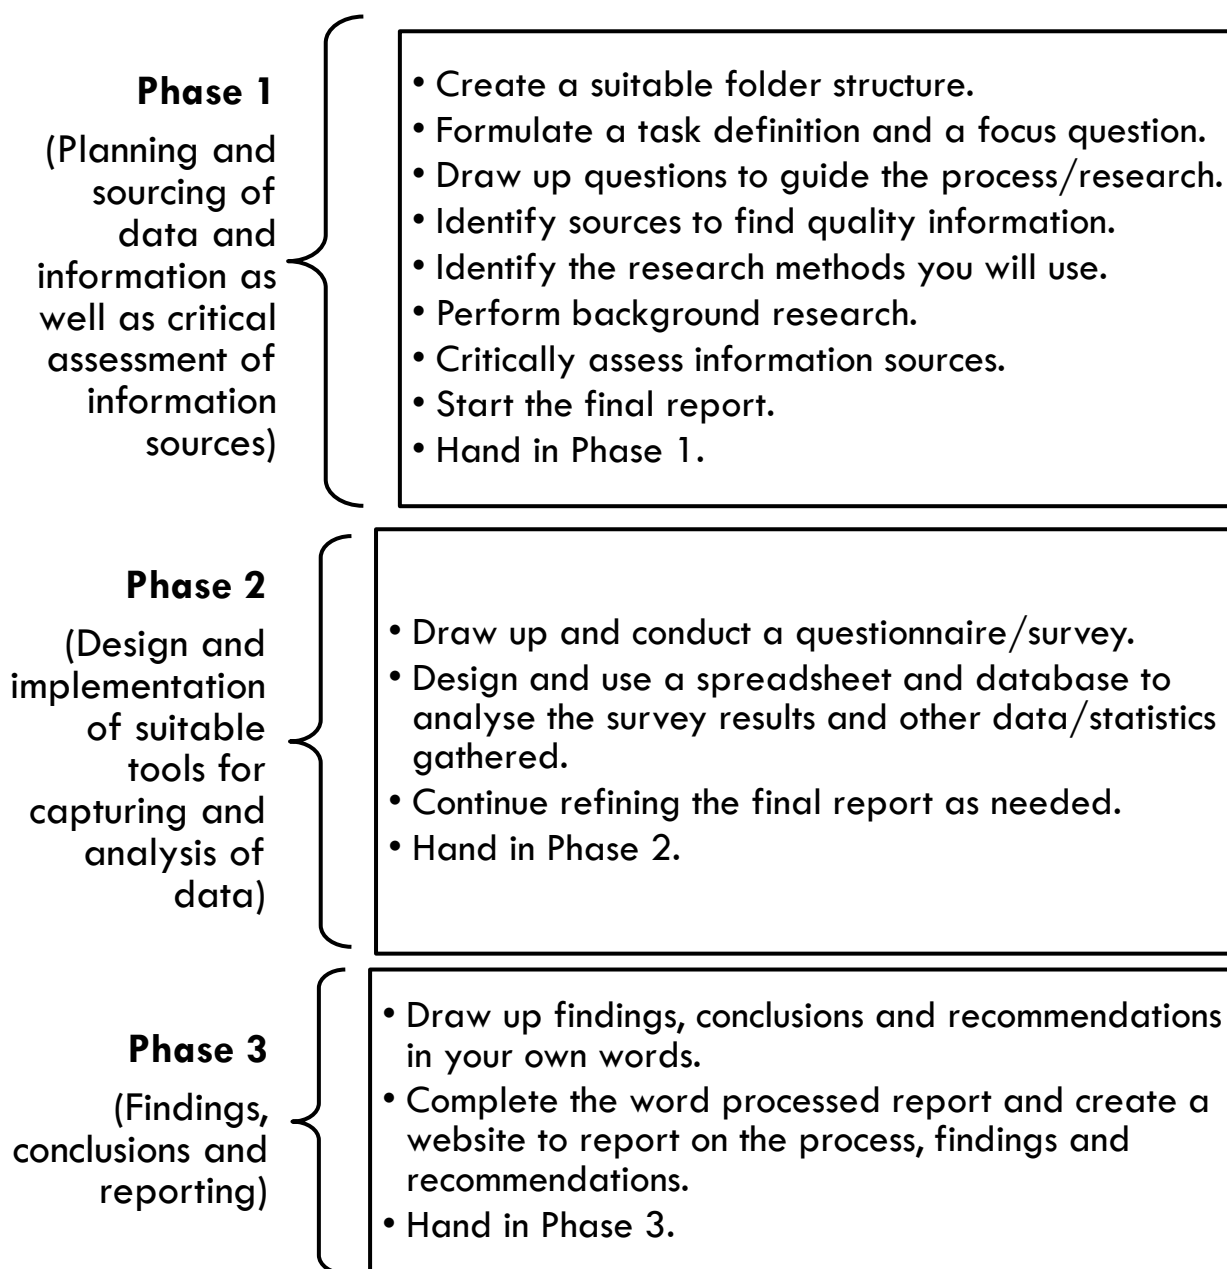 Phase 1
(Planning and
sourcing of
data and
information as
well as critical
assessment of
information
sources)
• Create a suitable folder structure.
• Formulate a task definition and a focus question.
• Draw up questions to guide the process/research.
• Identify sources to find quality information.
• Identify the research methods you will use.
• Perform background research.
• Critically assess information sources.
• Start the final report.
• Hand in Phase 1.
Phase 2
(Design and
implementation
of suitable
tools for
capturing and
analysis of
data)
• Draw up and conduct a questionnaire/survey.
• Design and use a spreadsheet and database to
analyse the survey results and other data/statistics
gathered.
• Continue refining the final report as needed.
• Hand in Phase 2.
Phase 3
(Findings,
conclusions and
reporting)
• Draw up findings, conclusions and recommendations
in your own words.
• Complete the word processed report and create a
website to report on the process, findings and
recommendations.
• Hand in Phase 3.